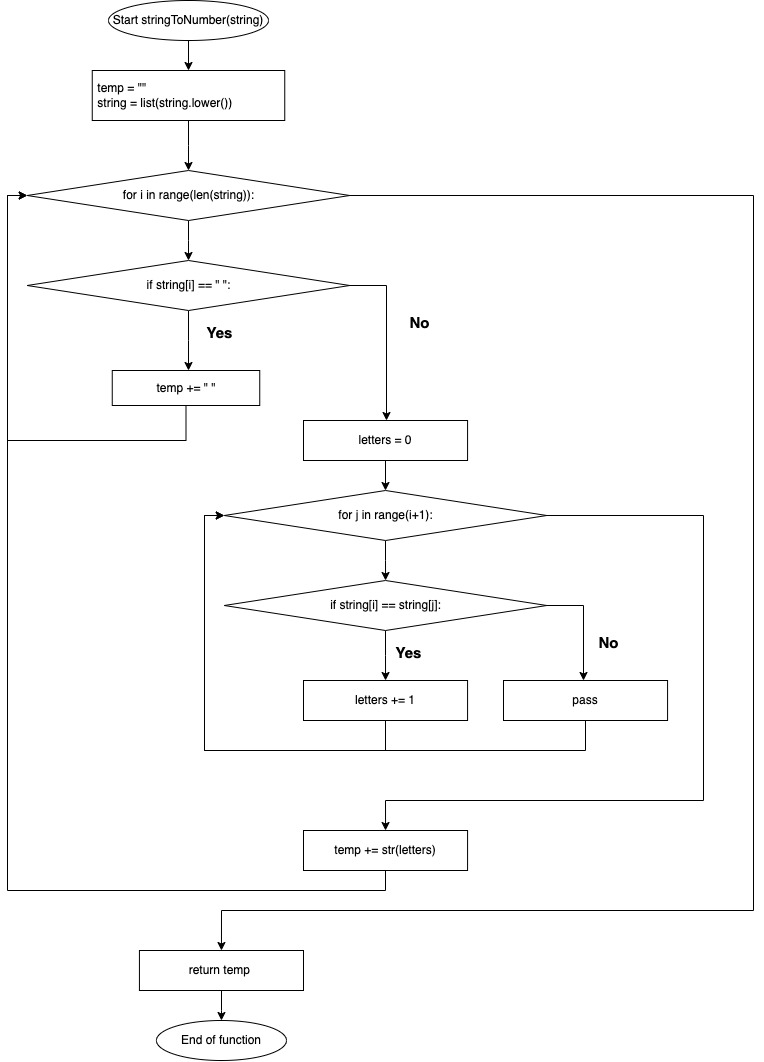 Start stringToNumber(string)
temp = ""
string = list(string.lower())
for i in range(len(string)):
if string[i] == " ":
Yes
No
temp += " "
letters = 0
for j in range(i+1):
if string[i] == string[j]:
Yes
No
letters += 1
pass
temp += str(letters)
return temp
End of function